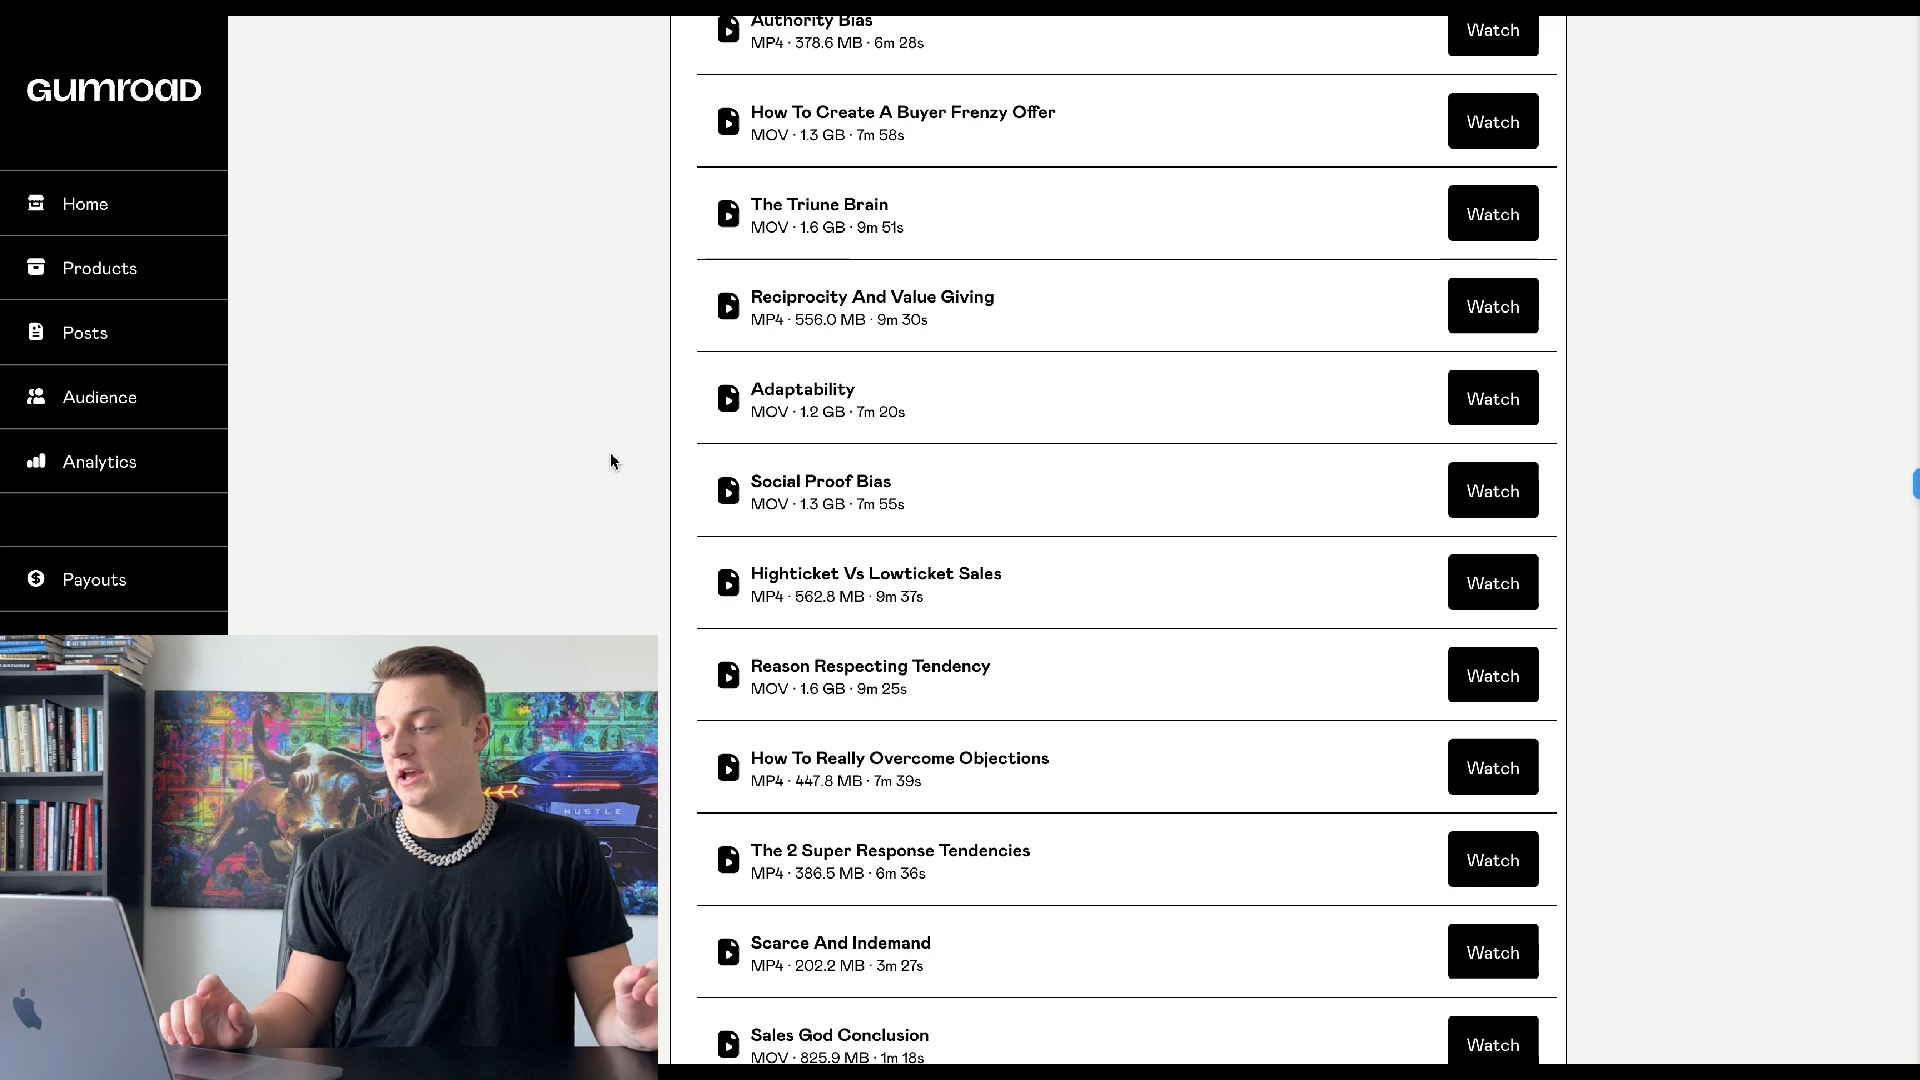 GUMROAD
Home
Products
Posts
Audience
Analytics
Payouts
Authority Bias
MP4 · 378.6 MB · 6m 28s
Watch
How To Create A Buyer Frenzy Offer
MOV · 1.3 GB · 7m 58s
Watch
The Triune Brain
MOV · 1.6 GB · 9m 51s
Watch
Reciprocity And Value Giving
MP4 · 556.0 MB · 9m 30s
Watch
Adaptability
MOV · 1.2 GB · 7m 20s
Watch
Social Proof Bias
MOV · 1.3 GB · 7m 55s
Watch
Highticket Vs Lowticket Sales
MP4 · 562.8 MB · 9m 37s
Watch
Reason Respecting Tendency
MOV · 1.6 GB · 9m 25s
Watch
How To Really Overcome Objections
MP4 · 447.8 MB · 7m 39s
Watch
The 2 Super Response Tendencies
MP4 · 386.5 MB · 6m 36s
Watch
Scarce And Indemand
MP4 · 202.2 MB · 3m 27s
Watch
Sales God Conclusion
MOV · 825.9 MB · 1m 18s
Watch
HUSTLE